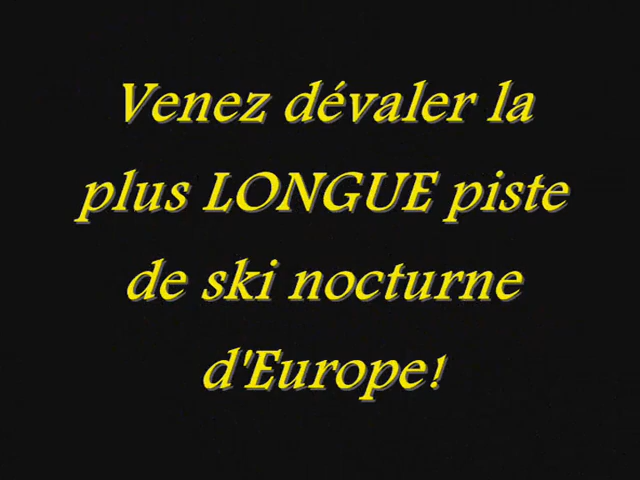 Venez dévaler la
plus LONGUE piste
de ski nocturne
d'Europe!